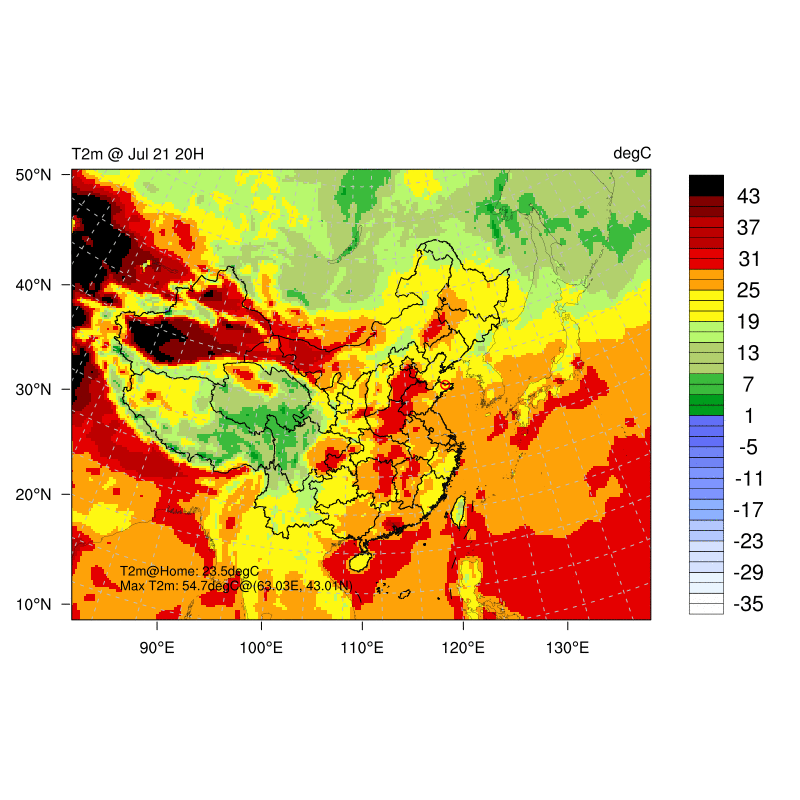 T2m @ Jul 21 20H
degC
50°N
40°N
30°N
20°N
10°N
90°E
100°E
110°E
120°E
130°E
43
37
31
25
19
13
7
1
-5
-11
-17
-23
-29
-35
T2m@Home: 23.5degC
Max T2m: 54.7degC@(63.03E, 43.01N)